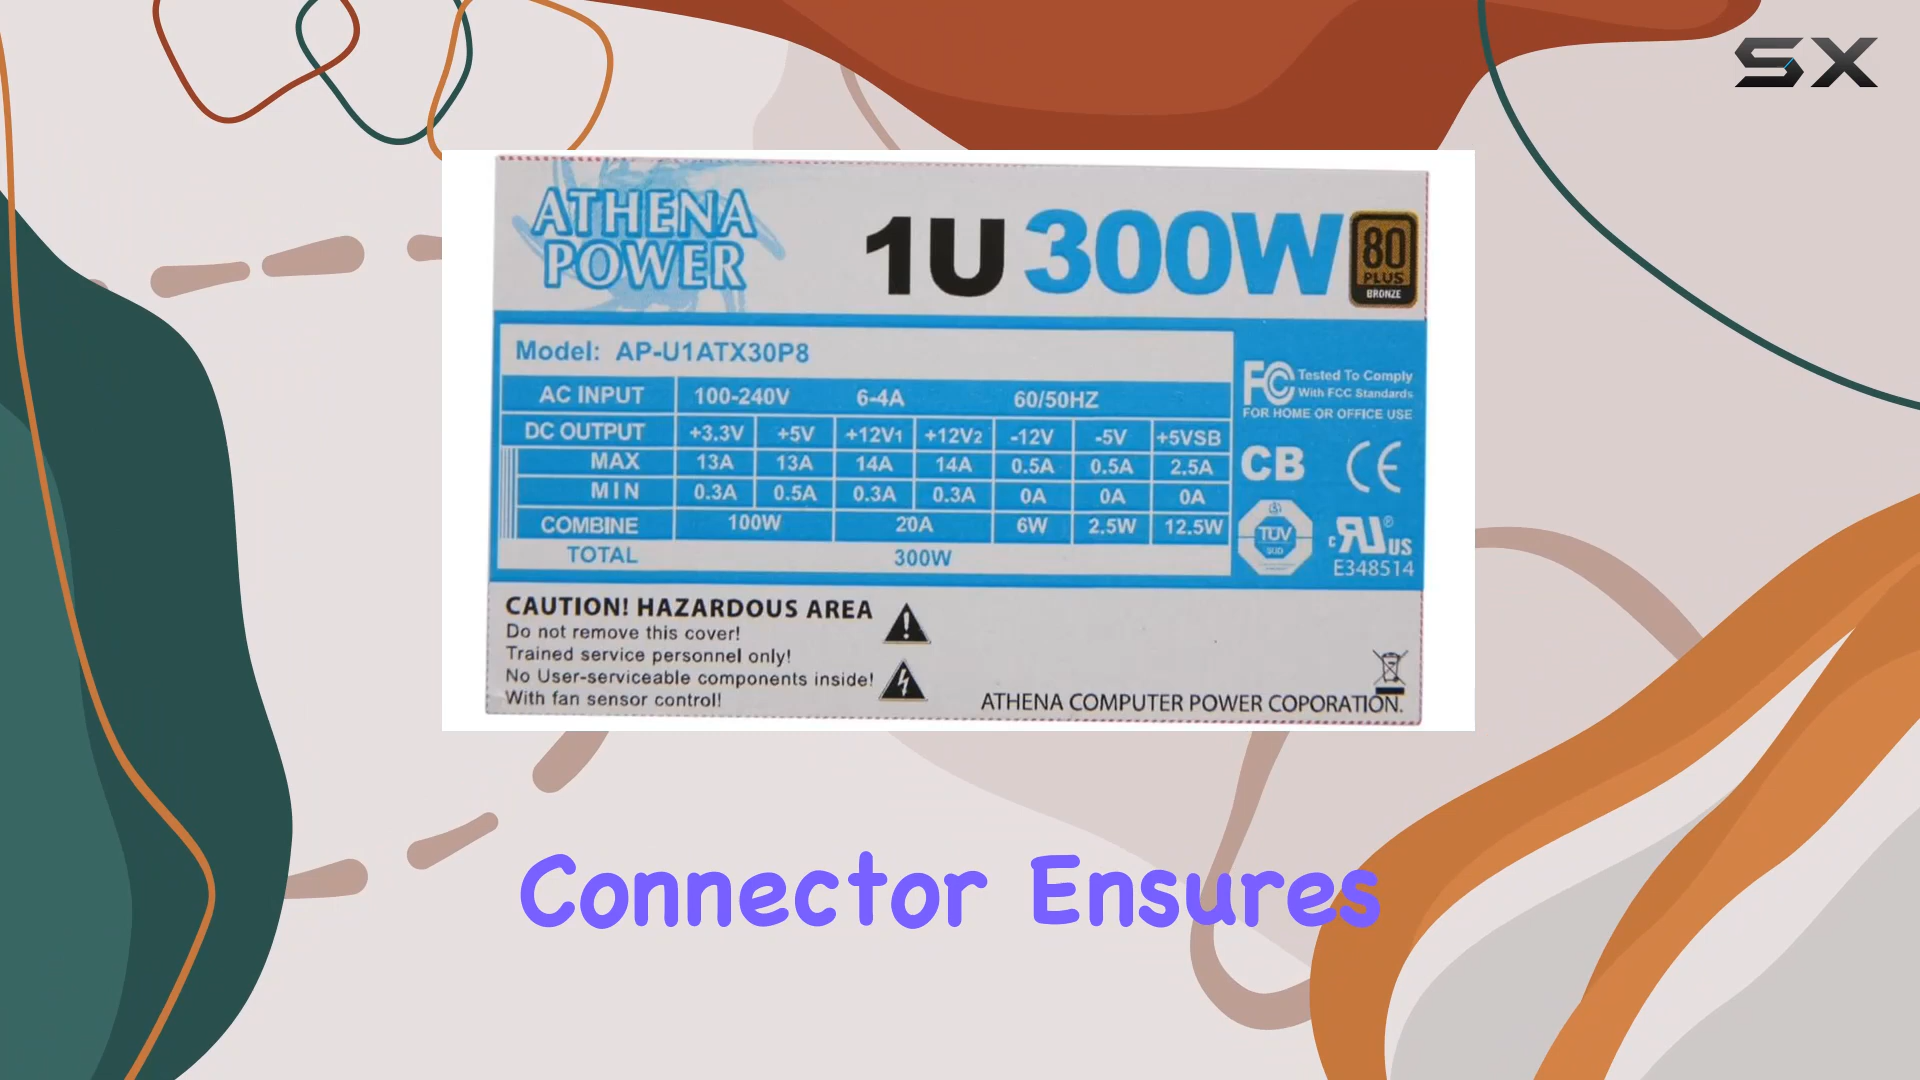 SX
ATHENA
POWER
1U 300W
80
PLUS
BRONZE
Model: AP-U1ATX30P8
AC INPUT 100-240V 6-4A 60/50HZ
DC OUTPUT +3.3V +5V +12V1 +12V2 -12V -5V +5VSB
MAX 13A 13A 14A 14A 0.5A 0.5A 2.5A
MIN 0.3A 0.5A 0.3A 0.3A 0A 0A 0A
COMBINE 100W 20A 6W 2.5W 12.5W
TOTAL 300W
FC Tested To Comply
With FCC Standards
FOR HOME OR OFFICE USE
CB CE
TÜV
SUD
c RU ® US
E348514
CAUTION! HAZARDOUS AREA
Do not remove this cover!
Trained service personnel only!
No User-serviceable components inside!
With fan sensor control!
ATHENA COMPUTER POWER COPORATION.
Connector Ensures